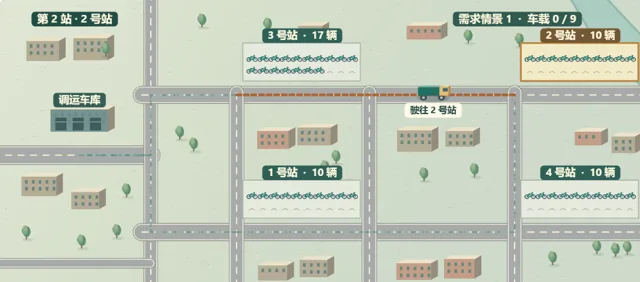 第 2 站 · 2 号站
3 号站 · 17 辆
需求情景 1 · 车载 0 / 9
2 号站 · 10 辆
调运车库
驶往 2 号站
1 号站 · 10 辆
4 号站 · 10 辆